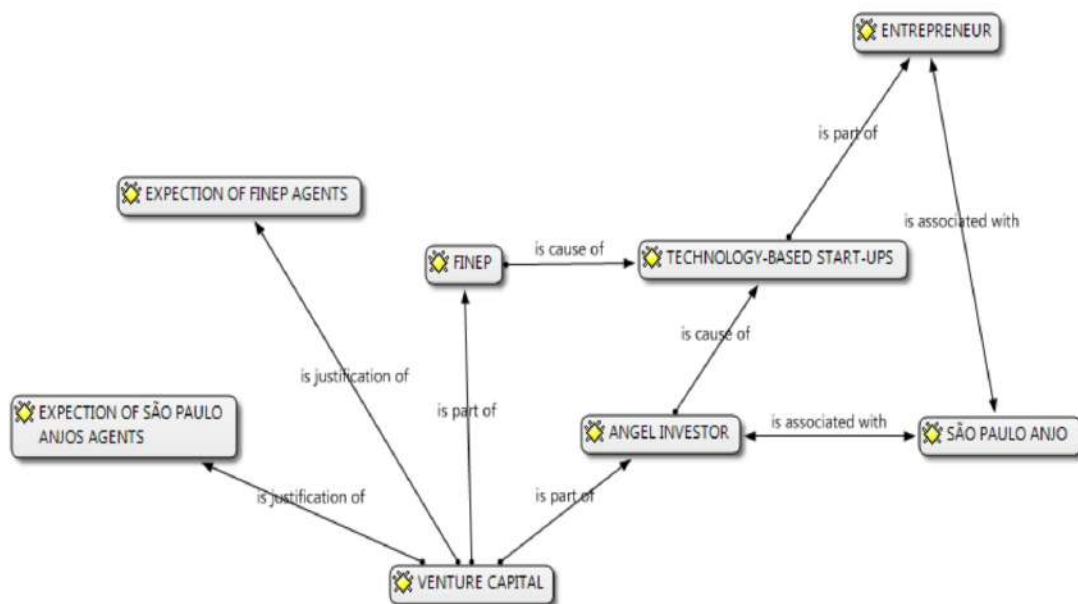 ENTREPRENEUR
is part of
EXPECTION OF FINEP AGENTS
is associated with
FINEP
is cause of
TECHNOLOGY-BASED START-UPS
is cause of
is justification of
is part of
EXPECTION OF SÃO PAULO
ANJOS AGENTS
ANGEL INVESTOR
is associated with
SÃO PAULO ANJO
is justification of
is part of
VENTURE CAPITAL